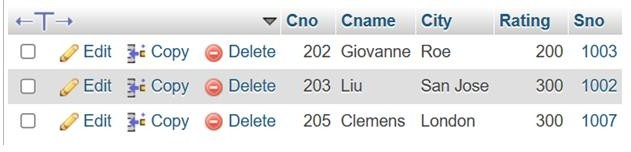 Cno Cname City Rating Sno
Edit Copy Delete 202 Giovanne Roe 200 1003
Edit Copy Delete 203 Liu San Jose 300 1002
Edit Copy Delete 205 Clemens London 300 1007